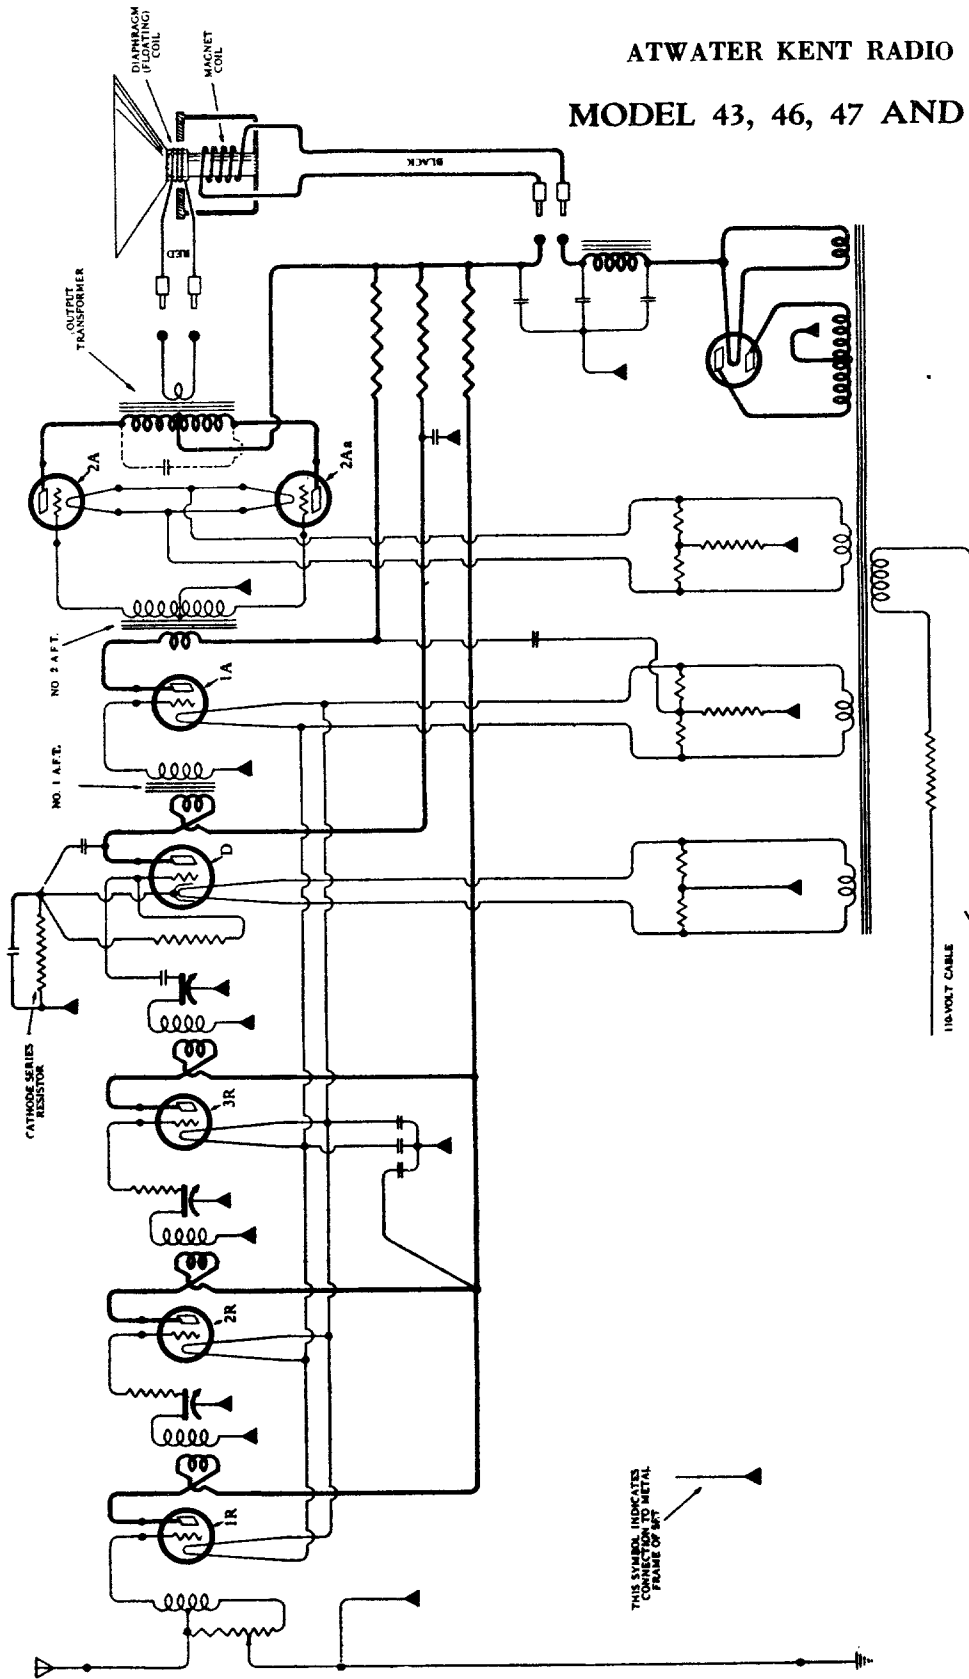 ATWATER KENT RADIO
MODEL 43, 46, 47 AND
DIAPHRAGM
(FLOATING)
COIL
MAGNET
COIL
BLACK
RED
OUTPUT
TRANSFORMER
2A
2Aa
NO 2 A F T.
1A
NO. 1 A.F.T.
D
CATHODE SERIES
RESISTOR
3R
2R
1R
110-VOLT CABLE
THIS SYMBOL INDICATES
CONNECTION TO METAL
FRAME OF SET